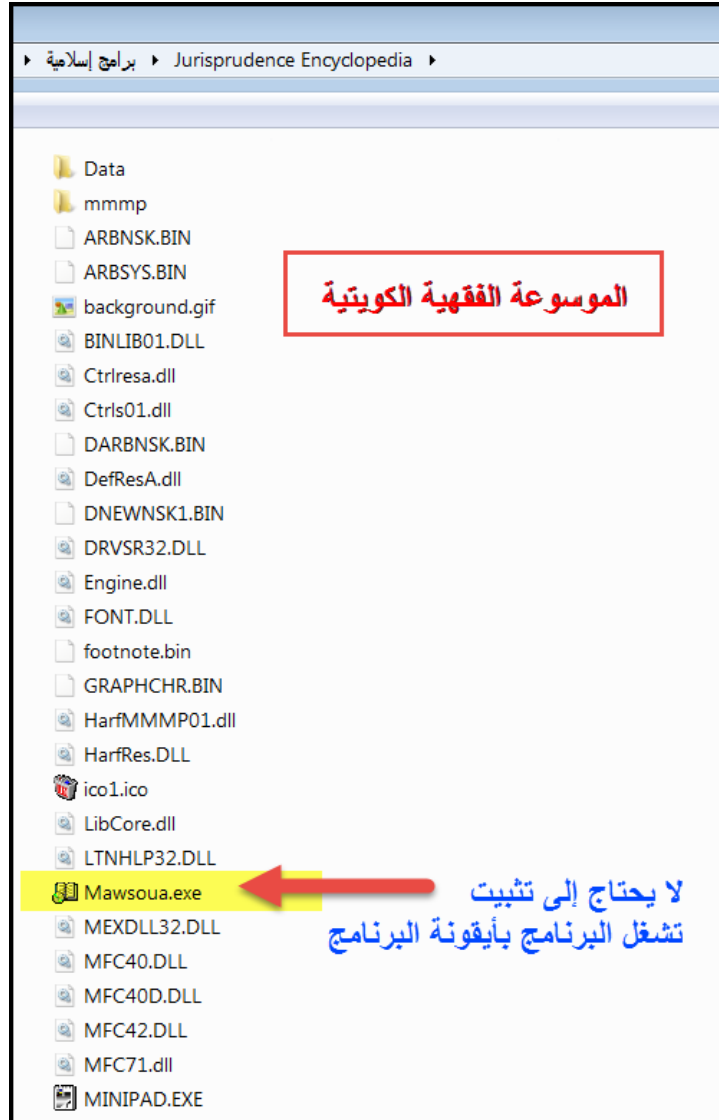 برامج إسلامية
Jurisprudence Encyclopedia
Data
mmmp
ARBNSK.BIN
ARBSYS.BIN
background.gif
الموسوعة الفقهية الكويتية
BINLIB01.DLL
Ctrlresa.dll
Ctrls01.dll
DARBNSK.BIN
DefResA.dll
DNEWNSK1.BIN
DRVSR32.DLL
Engine.dll
FONT.DLL
footnote.bin
GRAPHCHR.BIN
HarfMMMP01.dll
HarfRes.DLL
ico1.ico
LibCore.dll
LTNHLP32.DLL
Mawsoua.exe
لا يحتاج إلى تثبيت
تشغل البرنامج بأيقونة البرنامج
MEXDLL32.DLL
MFC40.DLL
MFC40D.DLL
MFC42.DLL
MFC71.dll
MINIPAD.EXE